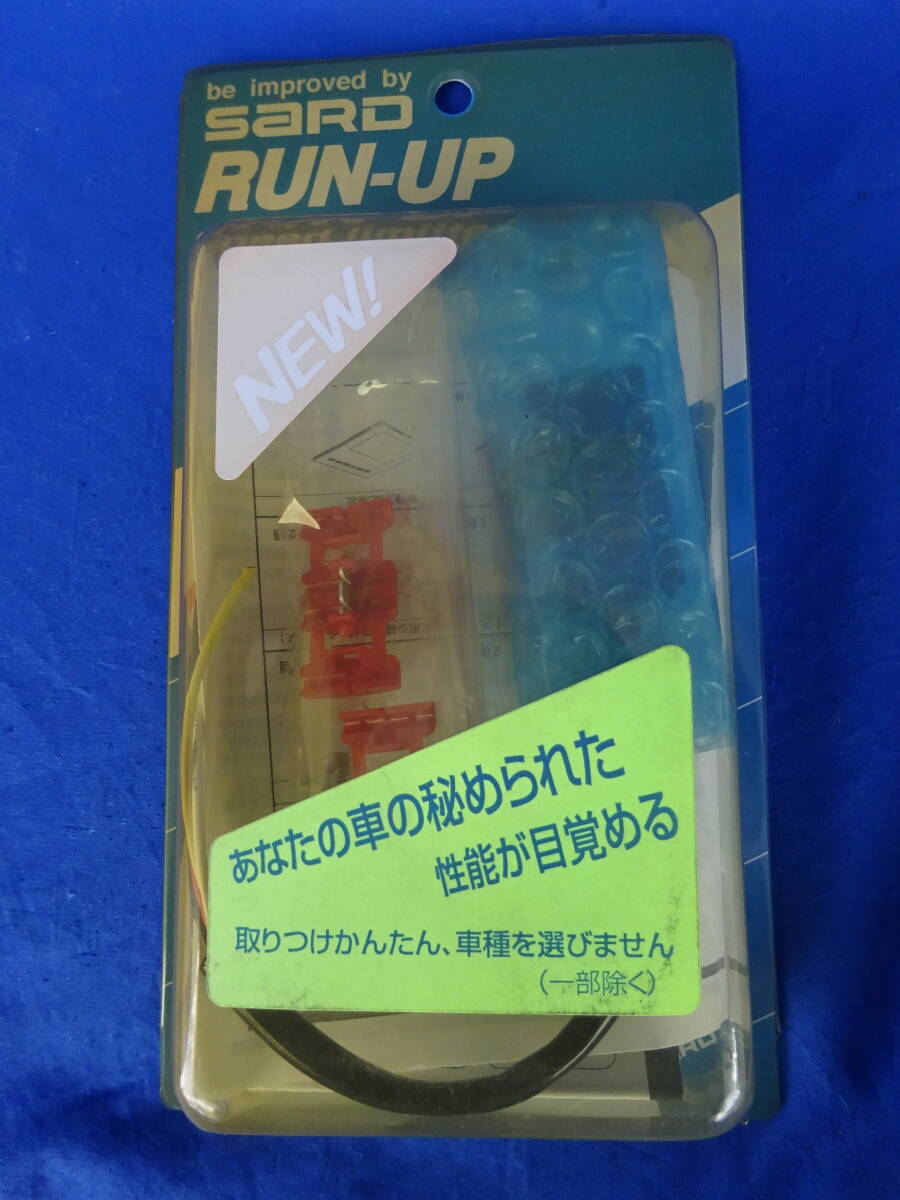 be improved by
SARD
RUN-UP
NEW!
あなたの車の秘められた
性能が目覚める
取りつけかんたん、車種を選びません
(一部除く)